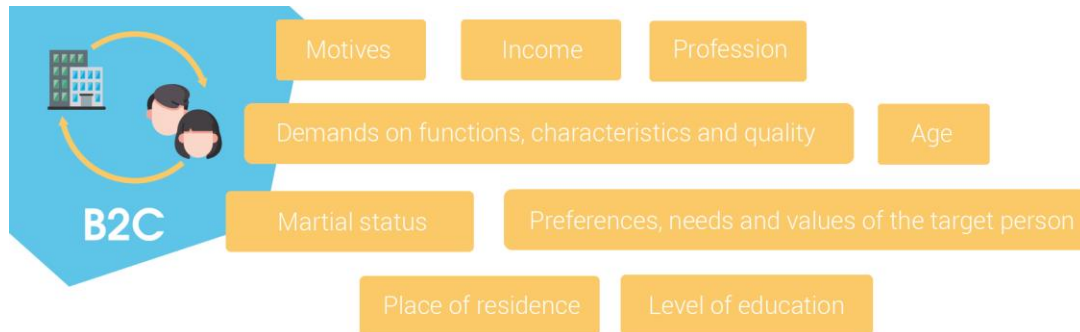 Motives
Income
Profession
Demands on functions, characteristics and quality
Age
B2C
Martial status
Preferences, needs and values of the target person
Place of residence
Level of education